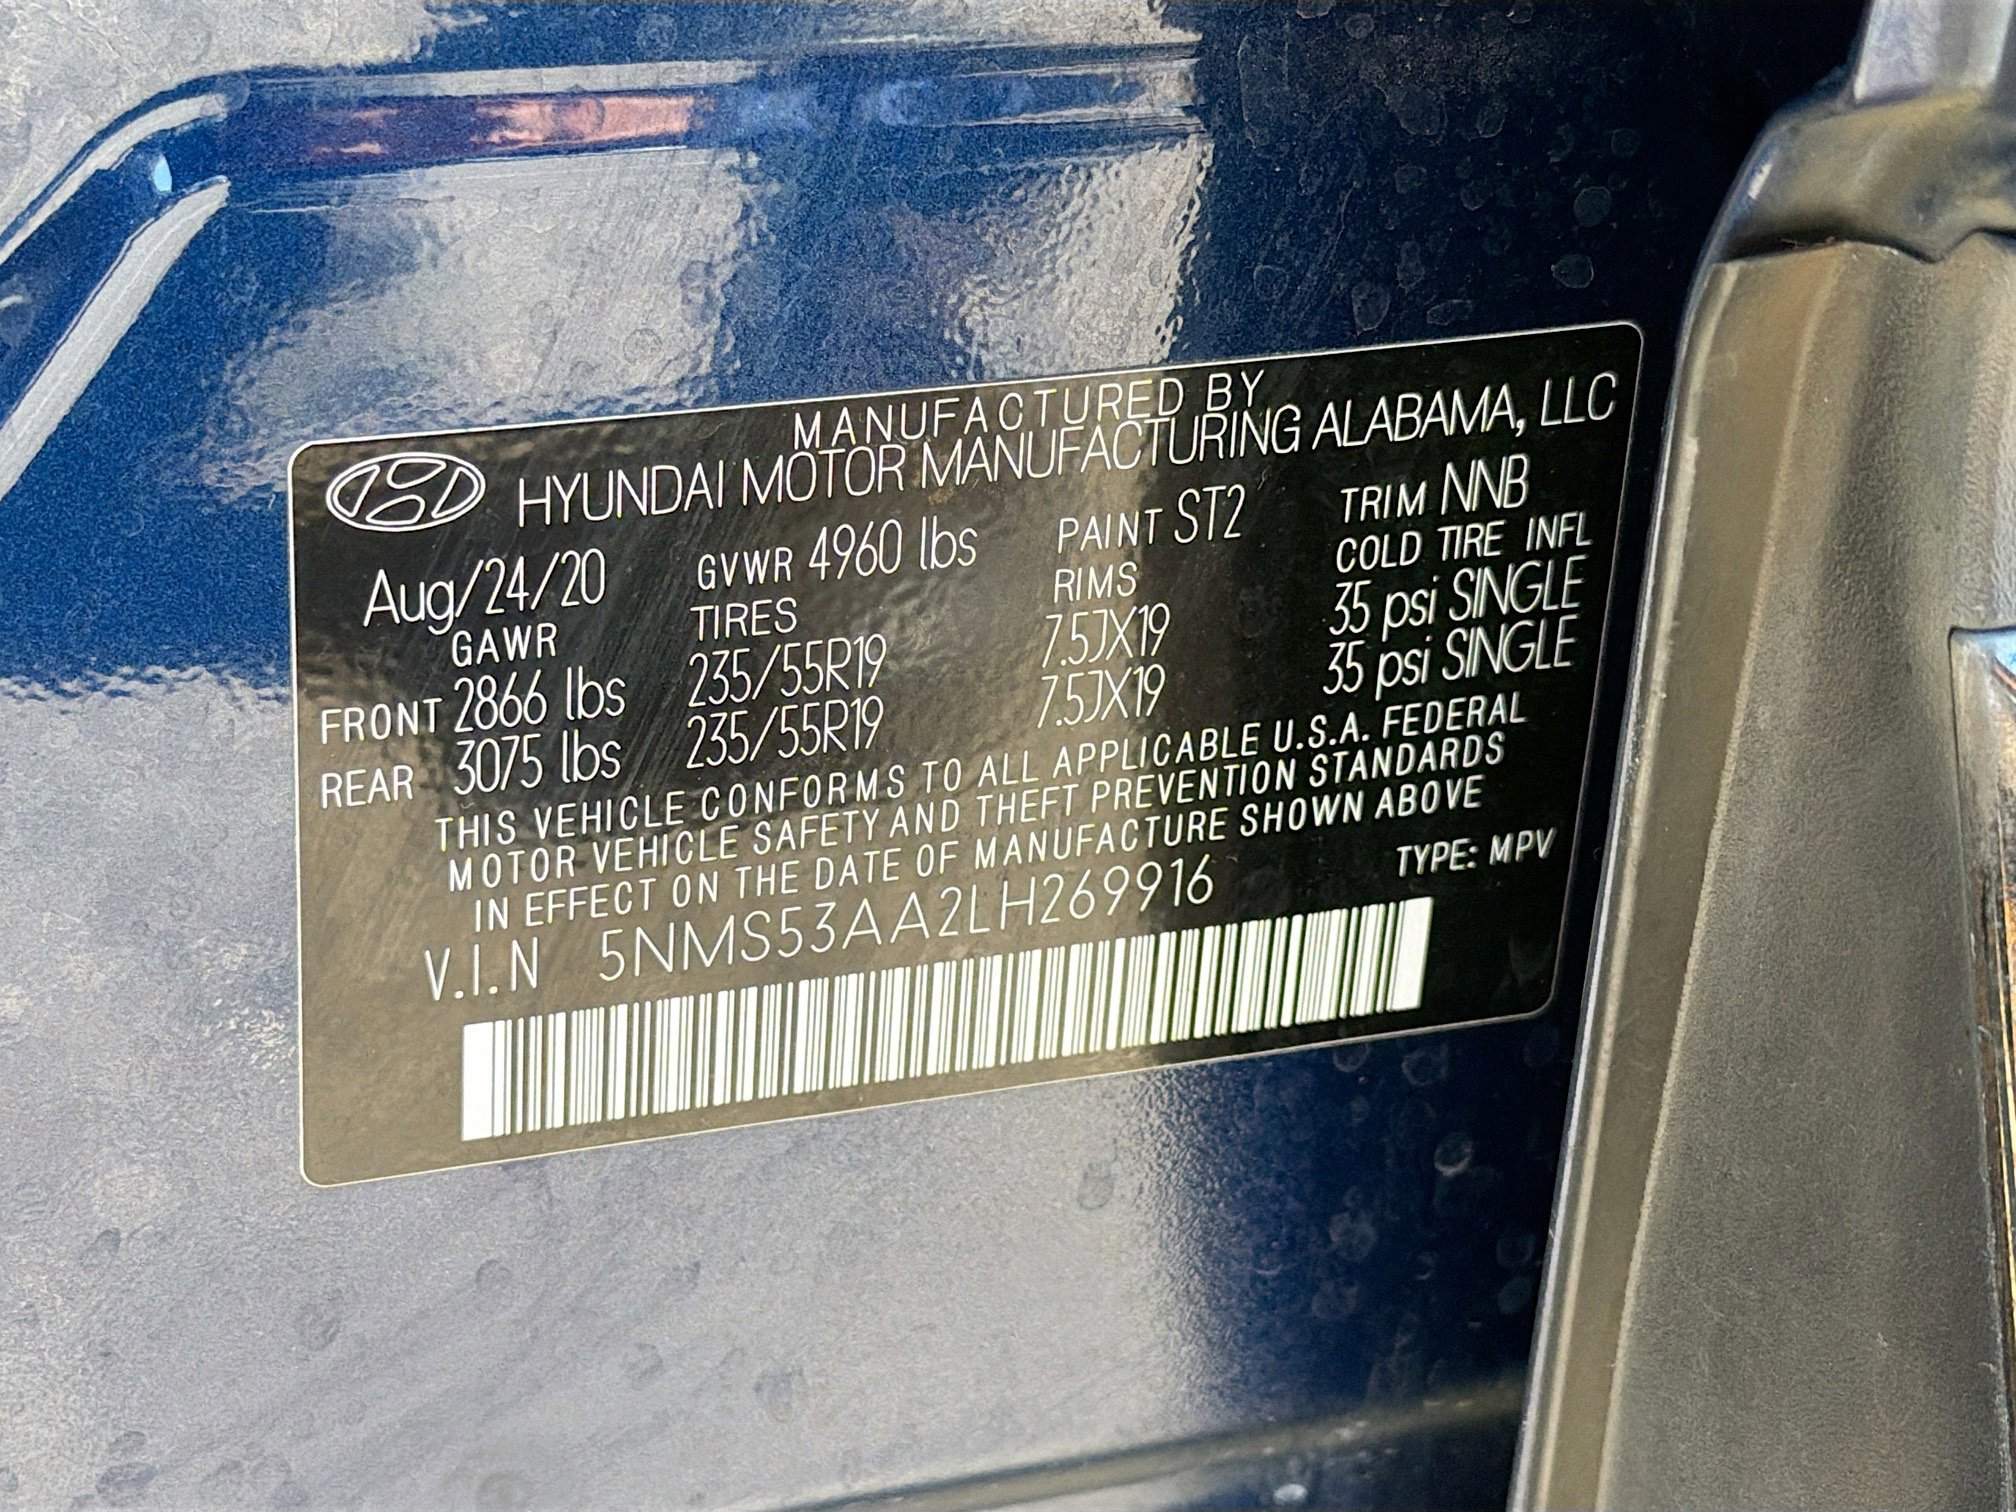 MANUFACTURED BY
HYUNDAI MOTOR MANUFACTURING ALABAMA, LLC
Aug/24/20 GVWR 4960 lbs PAINT ST2 TRIM NNB
GAWR TIRES RIMS COLD TIRE INFL
FRONT 2866 lbs 235/55R19 7.5JX19 35 psi SINGLE
REAR 3075 lbs 235/55R19 7.5JX19 35 psi SINGLE
THIS VEHICLE CONFORMS TO ALL APPLICABLE U.S.A. FEDERAL
MOTOR VEHICLE SAFETY AND THEFT PREVENTION STANDARDS
IN EFFECT ON THE DATE OF MANUFACTURE SHOWN ABOVE
V.I.N 5NMS53AA2LH269916 TYPE: MPV